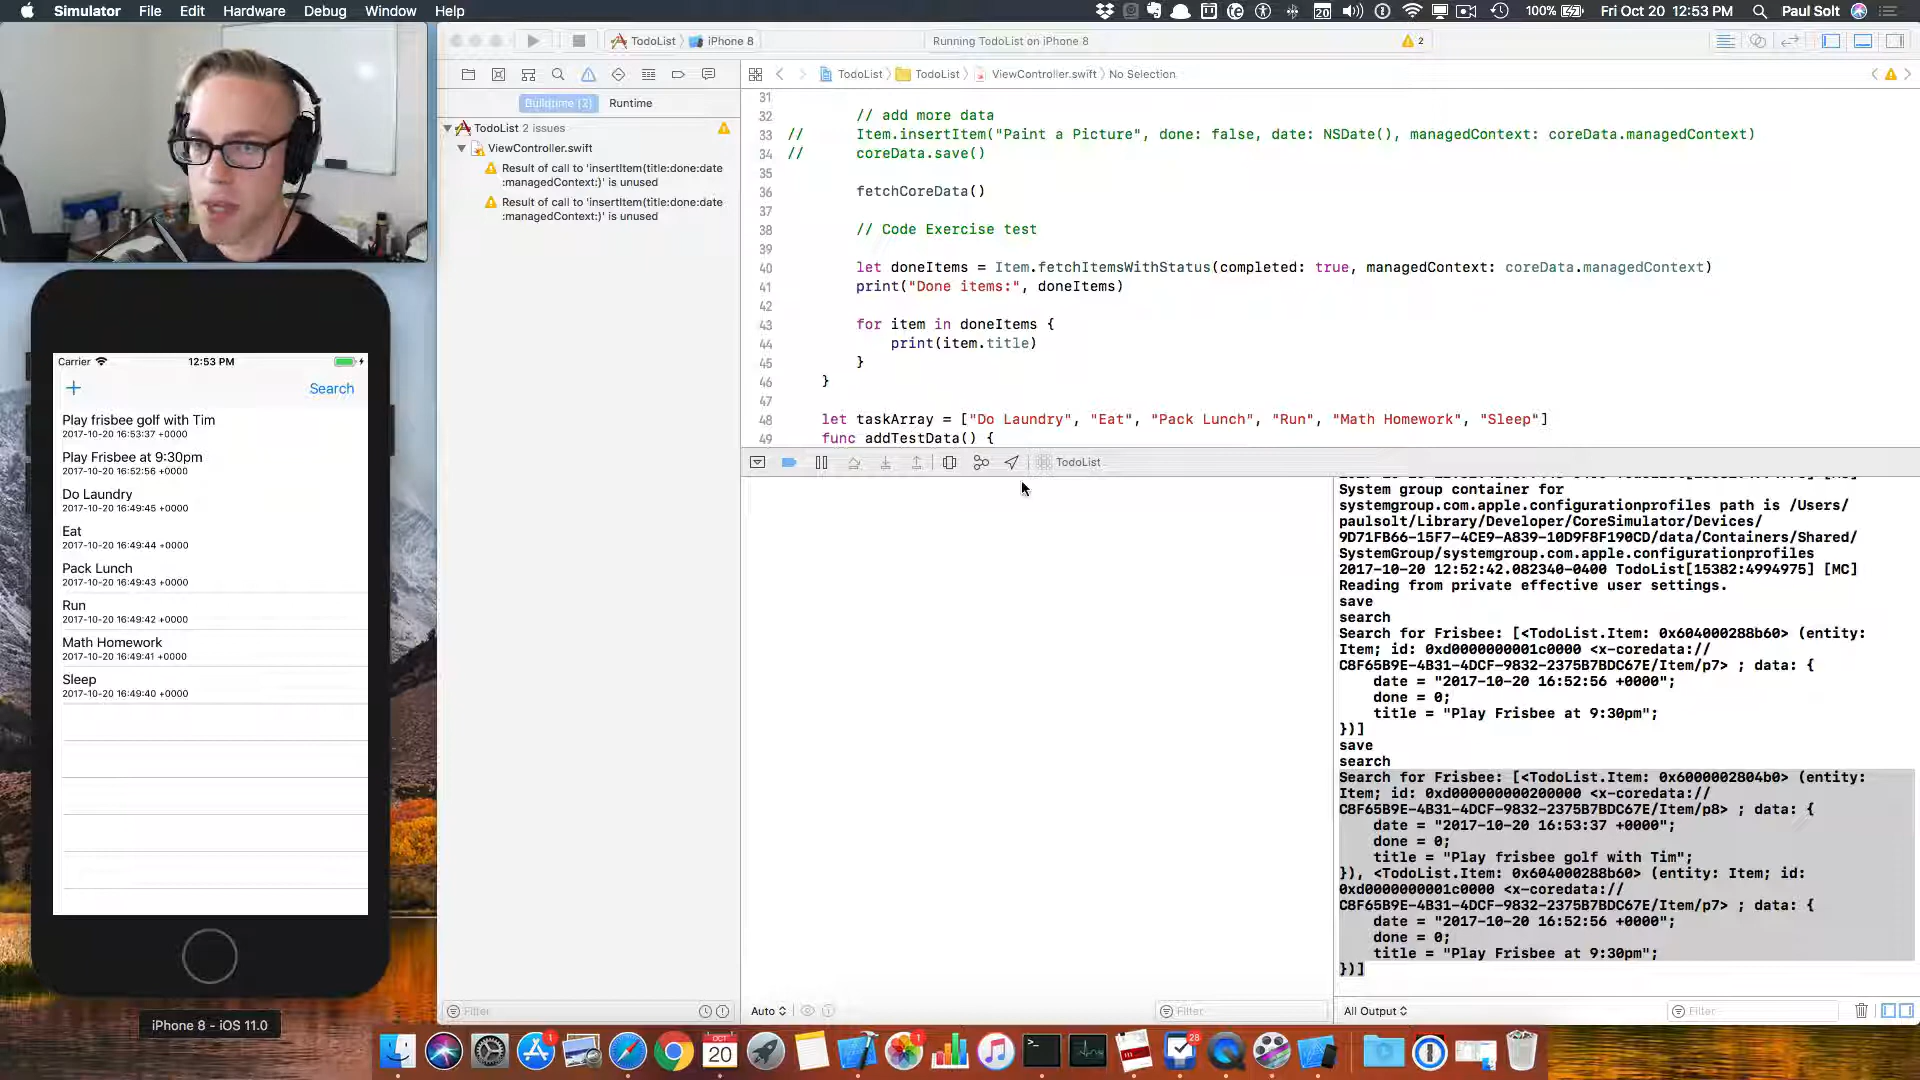 Simulator File Edit Hardware Debug Window Help
20
100% Fri Oct 20 12:53 PM Paul Solt
TodoList iPhone 8
Running TodoList on iPhone 8
2
TodoList TodoList ViewController.swift No Selection
Buildtime (2) Runtime
TodoList 2 issues
ViewController.swift
Result of call to 'insertItem(title:done:date
:managedContext:)' is unused
Result of call to 'insertItem(title:done:date
:managedContext:)' is unused
31
32 // add more data
33 // Item.insertItem("Paint a Picture", done: false, date: NSDate(), managedContext: coreData.managedContext)
34 // coreData.save()
35
36 fetchCoreData()
37
38 // Code Exercise test
39
40 let doneItems = Item.fetchItemsWithStatus(completed: true, managedContext: coreData.managedContext)
41 print("Done items:", doneItems)
42
43 for item in doneItems {
44 print(item.title)
45 }
46 }
47
48 let taskArray = ["Do Laundry", "Eat", "Pack Lunch", "Run", "Math Homework", "Sleep"]
49 func addTestData() {
TodoList
Carrier 12:53 PM
+ Search
Play frisbee golf with Tim
2017-10-20 16:53:37 +0000
Play Frisbee at 9:30pm
2017-10-20 16:52:56 +0000
Do Laundry
2017-10-20 16:49:45 +0000
Eat
2017-10-20 16:49:44 +0000
Pack Lunch
2017-10-20 16:49:43 +0000
Run
2017-10-20 16:49:42 +0000
Math Homework
2017-10-20 16:49:41 +0000
Sleep
2017-10-20 16:49:40 +0000
iPhone 8 - iOS 11.0
System group container for
systemgroup.com.apple.configurationprofiles path is /Users/
paulsolt/Library/Developer/CoreSimulator/Devices/
9D71FB66-15F7-4CE9-A839-10D9F8F190CD/data/Containers/Shared/
SystemGroup/systemgroup.com.apple.configurationprofiles
2017-10-20 12:52:42.082340-0400 TodoList[15382:4994975] [MC]
Reading from private effective user settings.
save
search
Search for Frisbee: [<TodoList.Item: 0x604000288b60> (entity:
Item; id: 0xd0000000001c0000 <x-coredata://
C8F65B9E-4B31-4DCF-9832-2375B7BDC67E/Item/p7> ; data: {
date = "2017-10-20 16:52:56 +0000";
done = 0;
title = "Play Frisbee at 9:30pm";
})]
save
search
Search for Frisbee: [<TodoList.Item: 0x6000002804b0> (entity:
Item; id: 0xd000000000200000 <x-coredata://
C8F65B9E-4B31-4DCF-9832-2375B7BDC67E/Item/p8> ; data: {
date = "2017-10-20 16:53:37 +0000";
done = 0;
title = "Play frisbee golf with Tim";
}), <TodoList.Item: 0x604000288b60> (entity: Item; id:
0xd0000000001c0000 <x-coredata://
C8F65B9E-4B31-4DCF-9832-2375B7BDC67E/Item/p7> ; data: {
date = "2017-10-20 16:52:56 +0000";
done = 0;
title = "Play Frisbee at 9:30pm";
})]
Filter
Auto
Filter
All Output
Filter
1
OCT
20
1
28